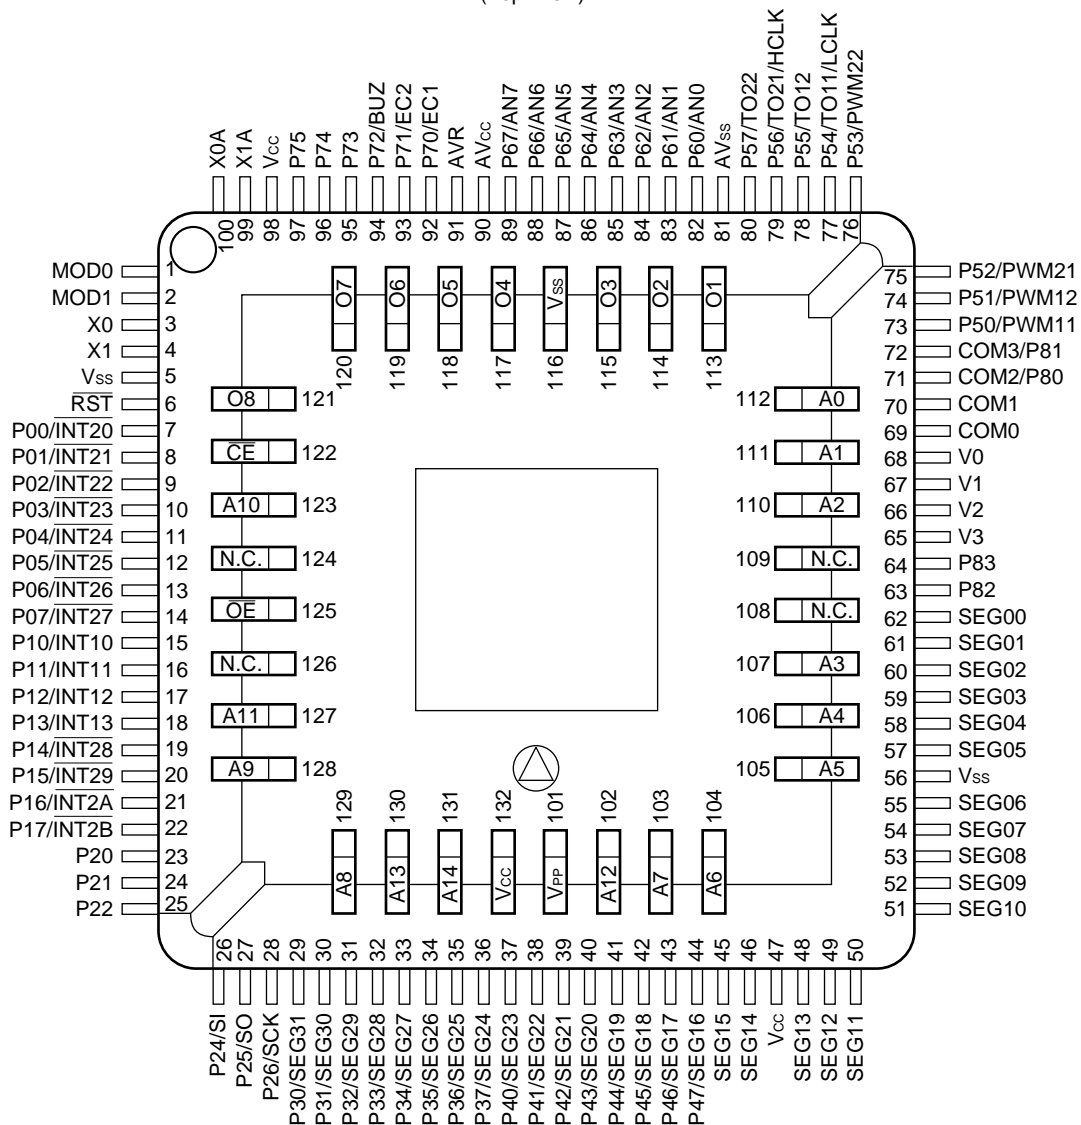 X0A
X1A
Vcc
P75
P74
P73
P72/BUZ
P71/EC2
P70/EC1
AVR
AVcc
P67/AN7
P66/AN6
P65/AN5
P64/AN4
P63/AN3
P62/AN2
P61/AN1
P60/AN0
AVss
P57/TO22
P56/TO21/HCLK
P55/TO12
P54/TO11/LCLK
P53/PWM22
100
99
98
97
96
95
94
93
92
91
90
89
88
87
86
85
84
83
82
81
80
79
78
77
76
MOD0 1
MOD1 2
X0 3
X1 4
Vss 5
RST 6
P00/INT20 7
P01/INT21 8
P02/INT22 9
P03/INT23 10
P04/INT24 11
P05/INT25 12
P06/INT26 13
P07/INT27 14
P10/INT10 15
P11/INT11 16
P12/INT12 17
P13/INT13 18
P14/INT28 19
P15/INT29 20
P16/INT2A 21
P17/INT2B 22
P20 23
P21 24
P22 25
O7 120
O6 119
O5 118
O4 117
Vss 116
O3 115
O2 114
O1 113
O8 121
CE 122
A10 123
N.C. 124
OE 125
N.C. 126
A11 127
A9 128
112 A0
111 A1
110 A2
109 N.C.
108 N.C.
107 A3
106 A4
105 A5
129 A8
130 A13
131 A14
132 Vcc
101 VPP
102 A12
103 A7
104 A6
75 P52/PWM21
74 P51/PWM12
73 P50/PWM11
72 COM3/P81
71 COM2/P80
70 COM1
69 COM0
68 V0
67 V1
66 V2
65 V3
64 P83
63 P82
62 SEG00
61 SEG01
60 SEG02
59 SEG03
58 SEG04
57 SEG05
56 Vss
55 SEG06
54 SEG07
53 SEG08
52 SEG09
51 SEG10
26
27
28
29
30
31
32
33
34
35
36
37
38
39
40
41
42
43
44
45
46
47
48
49
50
P24/SI
P25/SO
P26/SCK
P30/SEG31
P31/SEG30
P32/SEG29
P33/SEG28
P34/SEG27
P35/SEG26
P36/SEG25
P37/SEG24
P40/SEG23
P41/SEG22
P42/SEG21
P43/SEG20
P44/SEG19
P45/SEG18
P46/SEG17
P47/SEG16
SEG15
SEG14
Vcc
SEG13
SEG12
SEG11